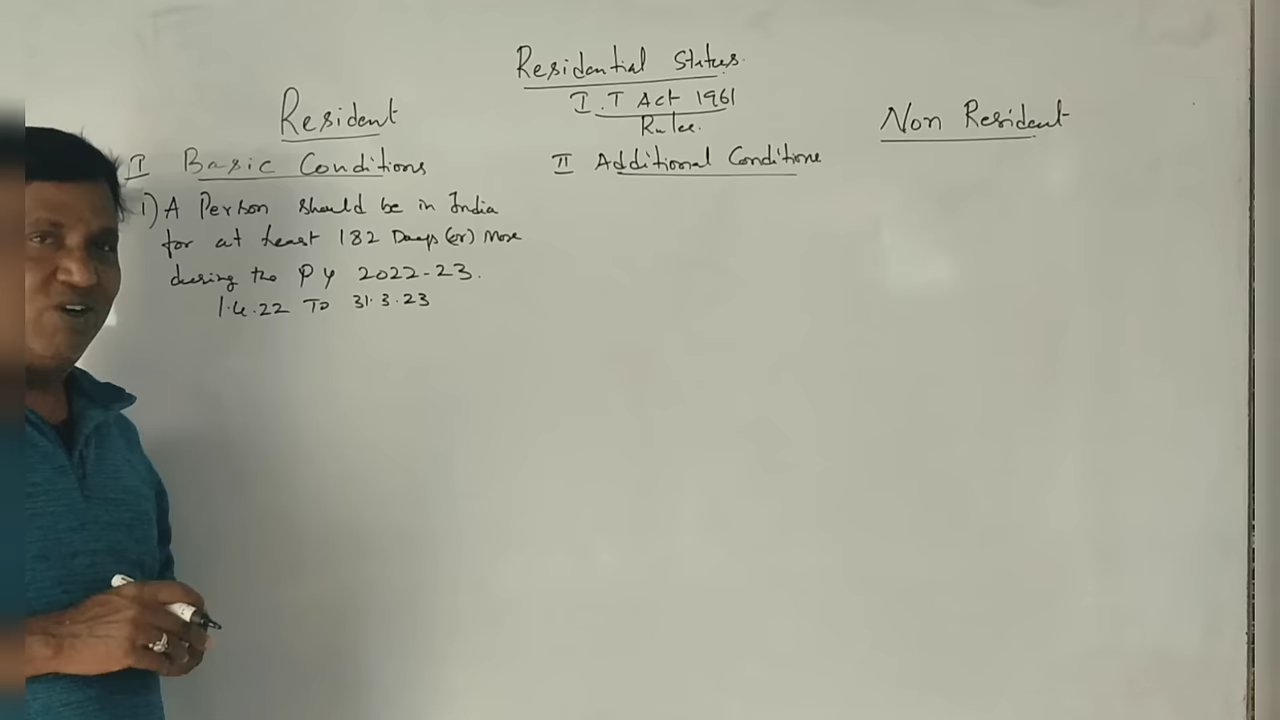 Residential Status.
I.T Act 1961
Rules.
Resident
Non Resident
I Basic Conditions
II Additional Conditions
1) A Person should be in India
for at least 182 Days (or) More
during the PY 2022-23.
1.4.22 To 31.3.23